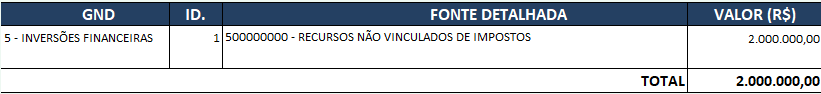 GND ID. FONTE DETALHADA VALOR (R$)
5 - INVERSÕES FINANCEIRAS 1 500000000 - RECURSOS NÃO VINCULADOS DE IMPOSTOS 2.000.000,00
TOTAL 2.000.000,00